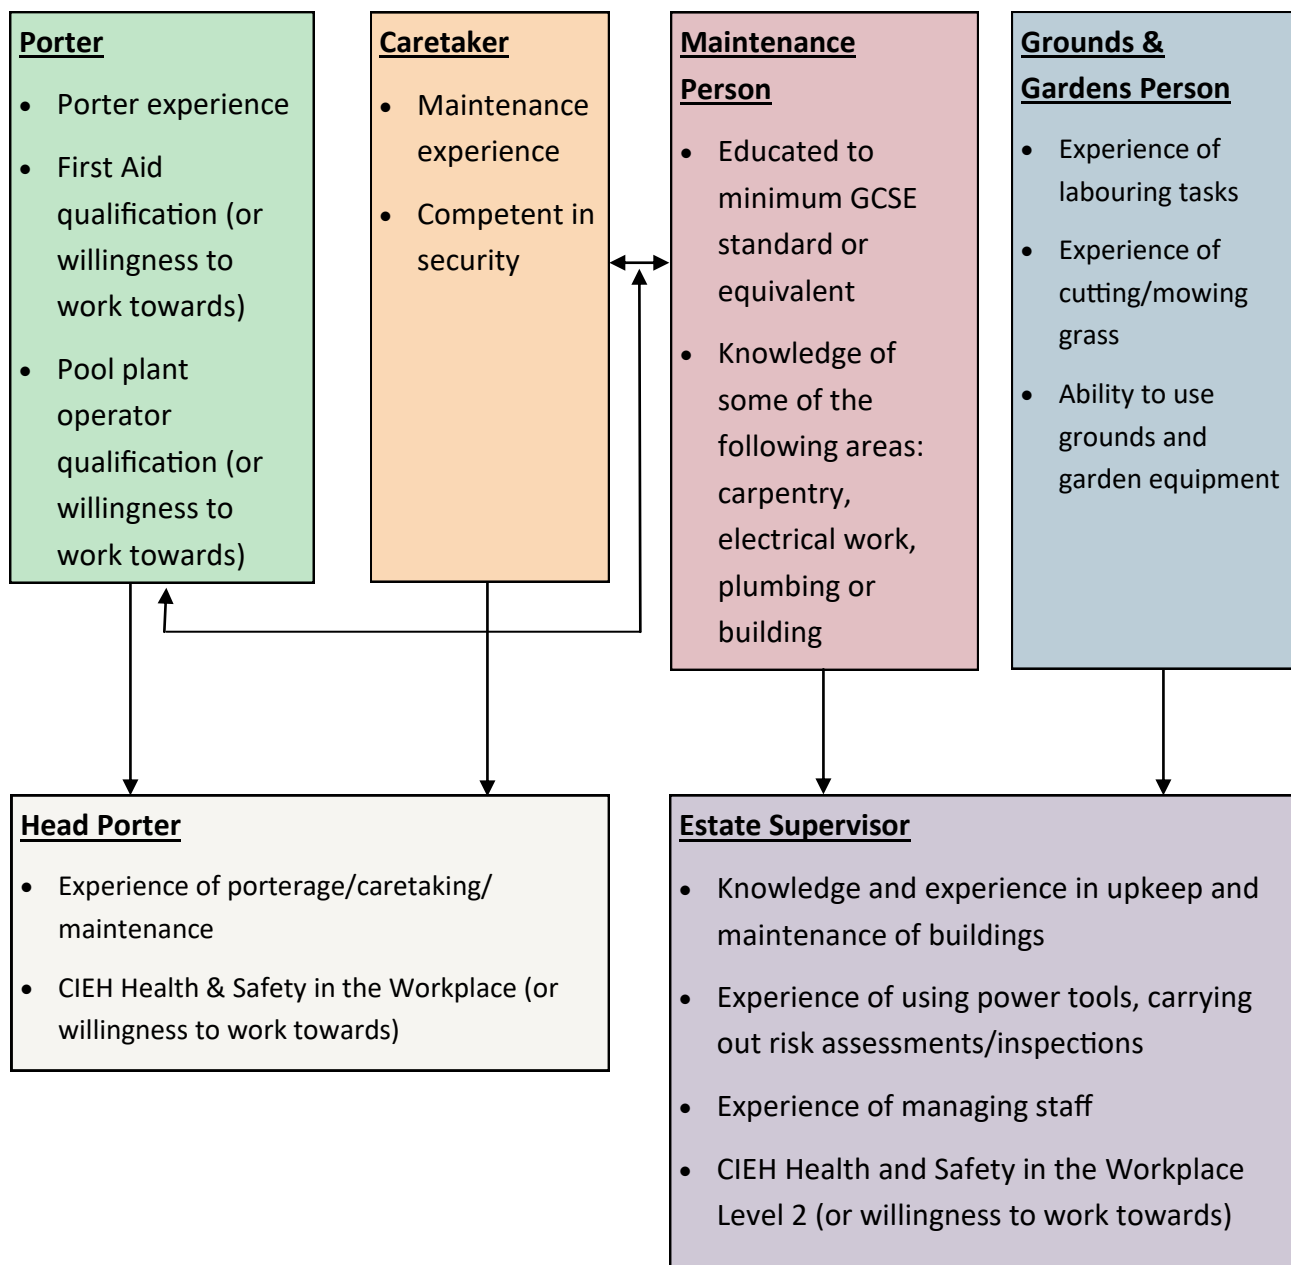 Porter
• Porter experience
• First Aid
qualification (or
willingness to
work towards)
• Pool plant
operator
qualification (or
willingness to
work towards)
Caretaker
• Maintenance
experience
• Competent in
security
Maintenance
Person
• Educated to
minimum GCSE
standard or
equivalent
• Knowledge of
some of the
following areas:
carpentry,
electrical work,
plumbing or
building
Grounds &
Gardens Person
• Experience of
labouring tasks
• Experience of
cutting/mowing
grass
• Ability to use
grounds and
garden equipment
Head Porter
• Experience of porterage/caretaking/
maintenance
• CIEH Health & Safety in the Workplace (or
willingness to work towards)
Estate Supervisor
• Knowledge and experience in upkeep and
maintenance of buildings
• Experience of using power tools, carrying
out risk assessments/inspections
• Experience of managing staff
• CIEH Health and Safety in the Workplace
Level 2 (or willingness to work towards)